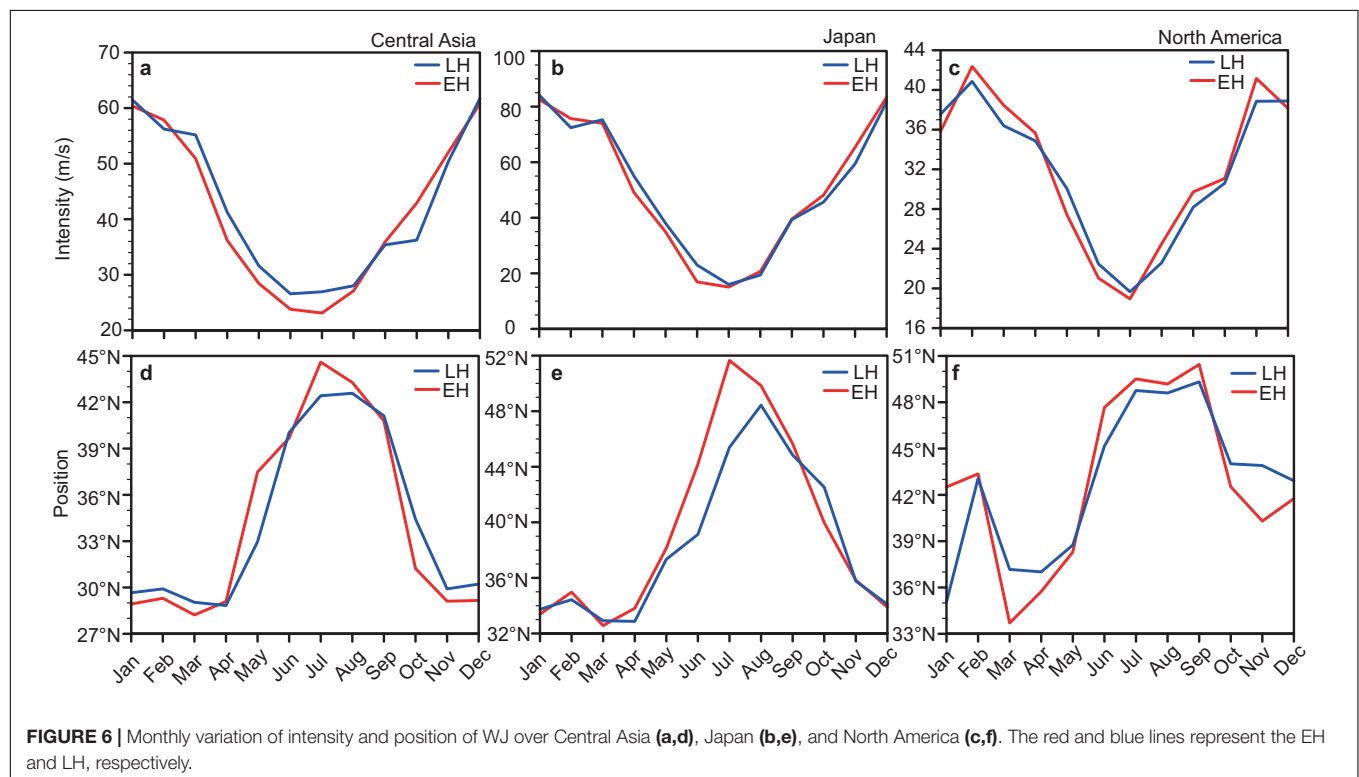 Central Asia
Japan
North America
a
LH
EH
b
LH
EH
c
LH
EH
Intensity (m/s)
70
60
50
40
30
20
100
80
60
40
20
0
44
40
36
32
28
24
20
16
d
LH
EH
e
LH
EH
f
LH
EH
Position
45°N
42°N
39°N
36°N
33°N
30°N
27°N
52°N
48°N
44°N
40°N
36°N
32°N
51°N
48°N
45°N
42°N
39°N
36°N
33°N
Jan Feb Mar Apr May Jun Jul Aug Sep Oct Nov Dec
Jan Feb Mar Apr May Jun Jul Aug Sep Oct Nov Dec
Jan Feb Mar Apr May Jun Jul Aug Sep Oct Nov Dec
FIGURE 6 | Monthly variation of intensity and position of WJ over Central Asia (a,d), Japan (b,e), and North America (c,f). The red and blue lines represent the EH
and LH, respectively.